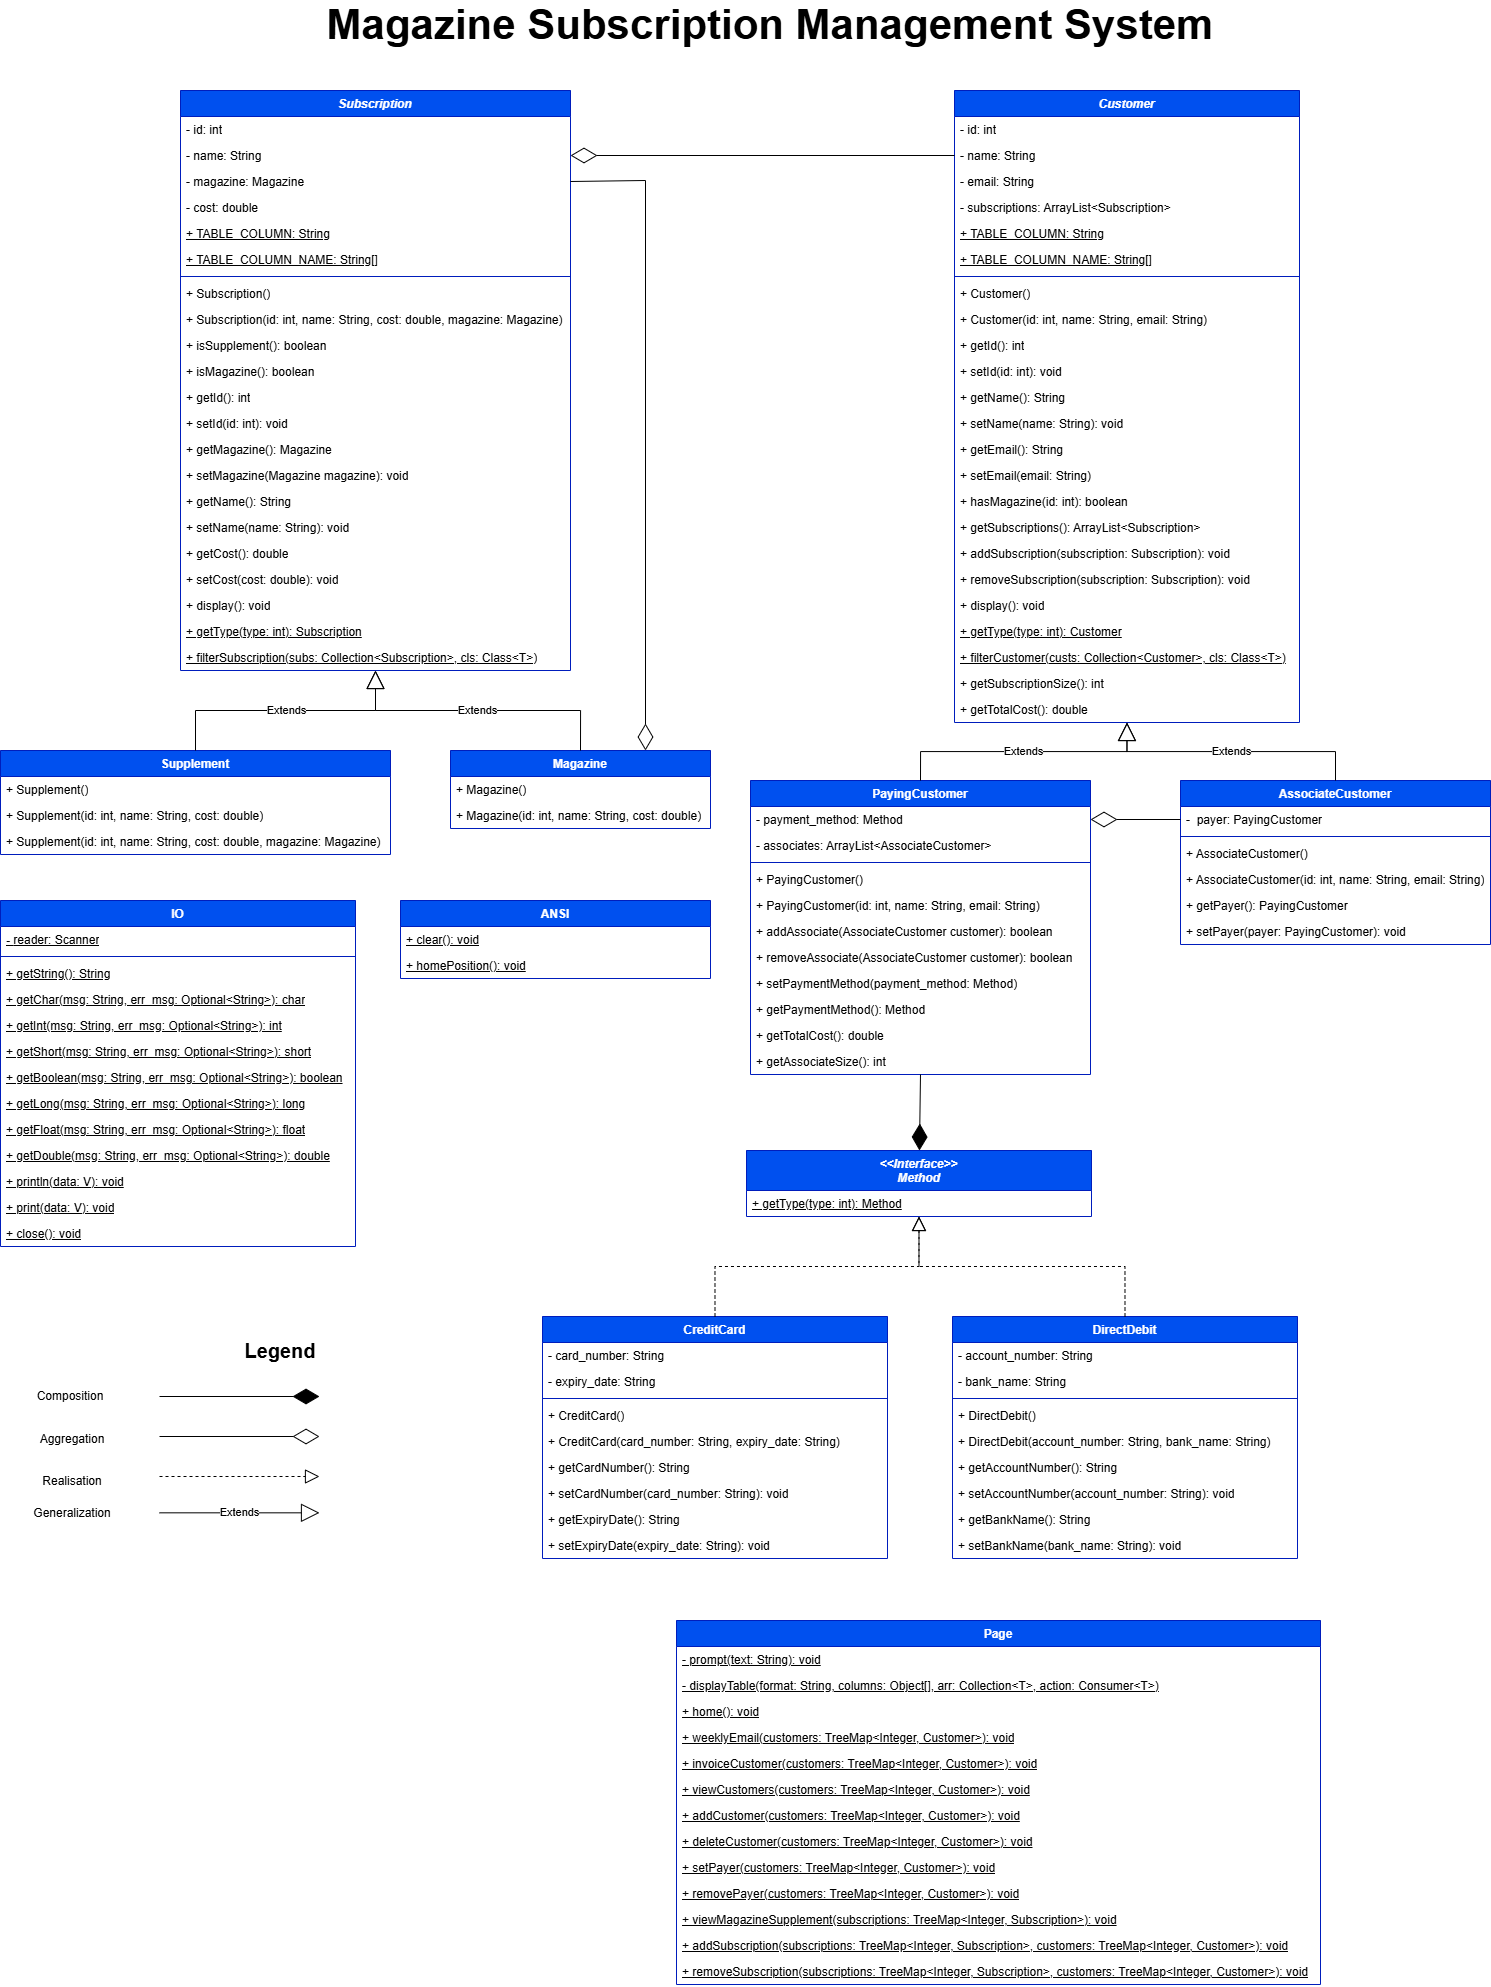 Magazine Subscription Management System
Subscription
- id: int
- name: String
- magazine: Magazine
- cost: double
+ TABLE_COLUMN: String
+ TABLE_COLUMN_NAME: String[]
+ Subscription()
+ Subscription(id: int, name: String, cost: double, magazine: Magazine)
+ isSupplement(): boolean
+ isMagazine(): boolean
+ getId(): int
+ setId(id: int): void
+ getMagazine(): Magazine
+ setMagazine(Magazine magazine): void
+ getName(): String
+ setName(name: String): void
+ getCost(): double
+ setCost(cost: double): void
+ display(): void
+ getType(type: int): Subscription
+ filterSubscription(subs: Collection<Subscription>, cls: Class<T>)
Customer
- id: int
- name: String
- email: String
- subscriptions: ArrayList<Subscription>
+ TABLE_COLUMN: String
+ TABLE_COLUMN_NAME: String[]
+ Customer()
+ Customer(id: int, name: String, email: String)
+ getId(): int
+ setId(id: int): void
+ getName(): String
+ setName(name: String): void
+ getEmail(): String
+ setEmail(email: String)
+ hasMagazine(id: int): boolean
+ getSubscriptions(): ArrayList<Subscription>
+ addSubscription(subscription: Subscription): void
+ removeSubscription(subscription: Subscription): void
+ display(): void
+ getType(type: int): Customer
+ filterCustomer(custs: Collection<Customer>, cls: Class<T>)
+ getSubscriptionSize(): int
+ getTotalCost(): double
Extends
Extends
Extends
Extends
Supplement
+ Supplement()
+ Supplement(id: int, name: String, cost: double)
+ Supplement(id: int, name: String, cost: double, magazine: Magazine)
Magazine
+ Magazine()
+ Magazine(id: int, name: String, cost: double)
PayingCustomer
- payment_method: Method
- associates: ArrayList<AssociateCustomer>
+ PayingCustomer()
+ PayingCustomer(id: int, name: String, email: String)
+ addAssociate(AssociateCustomer customer): boolean
+ removeAssociate(AssociateCustomer customer): boolean
+ setPaymentMethod(payment_method: Method)
+ getPaymentMethod(): Method
+ getTotalCost(): double
+ getAssociateSize(): int
AssociateCustomer
- payer: PayingCustomer
+ AssociateCustomer()
+ AssociateCustomer(id: int, name: String, email: String)
+ getPayer(): PayingCustomer
+ setPayer(payer: PayingCustomer): void
IO
- reader: Scanner
+ getString(): String
+ getChar(msg: String, err_msg: Optional<String>): char
+ getInt(msg: String, err_msg: Optional<String>): int
+ getShort(msg: String, err_msg: Optional<String>): short
+ getBoolean(msg: String, err_msg: Optional<String>): boolean
+ getLong(msg: String, err_msg: Optional<String>): long
+ getFloat(msg: String, err_msg: Optional<String>): float
+ getDouble(msg: String, err_msg: Optional<String>): double
+ println(data: V): void
+ print(data: V): void
+ close(): void
ANSI
+ clear(): void
+ homePosition(): void
<<Interface>>
Method
+ getType(type: int): Method
CreditCard
- card_number: String
- expiry_date: String
+ CreditCard()
+ CreditCard(card_number: String, expiry_date: String)
+ getCardNumber(): String
+ setCardNumber(card_number: String): void
+ getExpiryDate(): String
+ setExpiryDate(expiry_date: String): void
DirectDebit
- account_number: String
- bank_name: String
+ DirectDebit()
+ DirectDebit(account_number: String, bank_name: String)
+ getAccountNumber(): String
+ setAccountNumber(account_number: String): void
+ getBankName(): String
+ setBankName(bank_name: String): void
Legend
Composition
Aggregation
Realisation
Generalization
Extends
Page
- prompt(text: String): void
- displayTable(format: String, columns: Object[], arr: Collection<T>, action: Consumer<T>)
+ home(): void
+ weeklyEmail(customers: TreeMap<Integer, Customer>): void
+ invoiceCustomer(customers: TreeMap<Integer, Customer>): void
+ viewCustomers(customers: TreeMap<Integer, Customer>): void
+ addCustomer(customers: TreeMap<Integer, Customer>): void
+ deleteCustomer(customers: TreeMap<Integer, Customer>): void
+ setPayer(customers: TreeMap<Integer, Customer>): void
+ removePayer(customers: TreeMap<Integer, Customer>): void
+ viewMagazineSupplement(subscriptions: TreeMap<Integer, Subscription>): void
+ addSubscription(subscriptions: TreeMap<Integer, Subscription>, customers: TreeMap<Integer, Customer>): void
+ removeSubscription(subscriptions: TreeMap<Integer, Subscription>, customers: TreeMap<Integer, Customer>): void